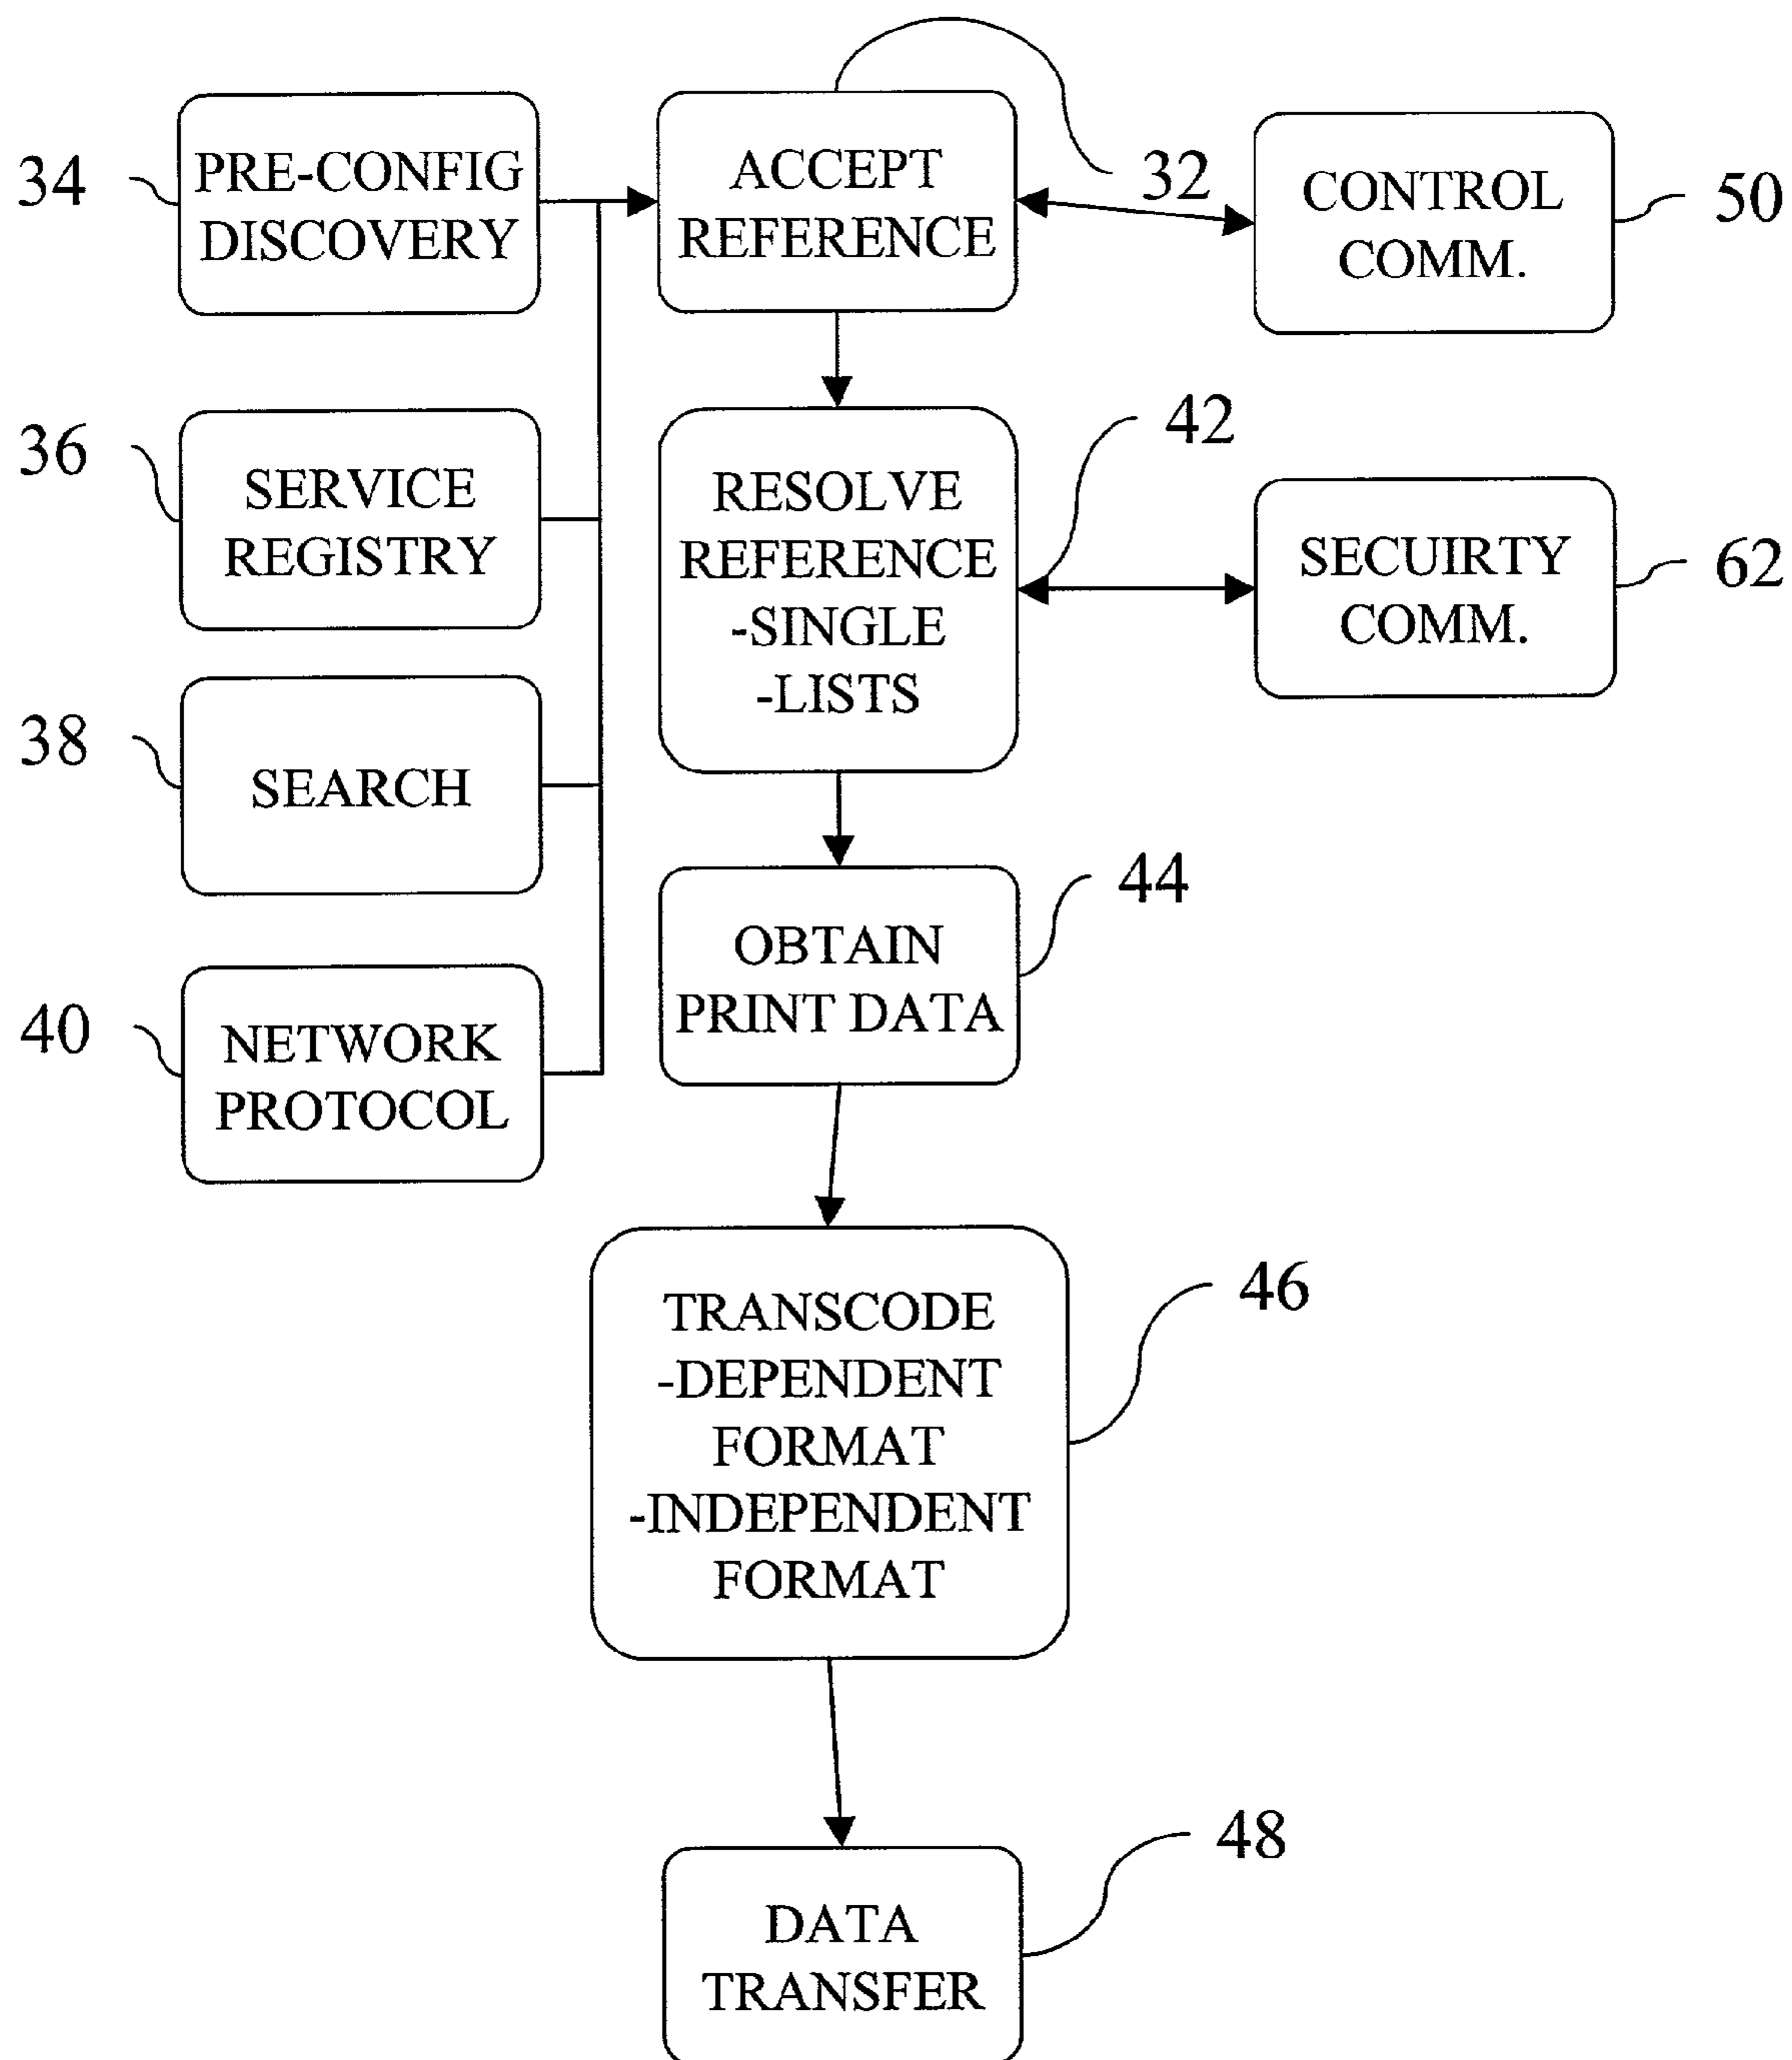 34
PRE-CONFIG
DISCOVERY
ACCEPT
REFERENCE
32
CONTROL
COMM.
50
36
SERVICE
REGISTRY
RESOLVE
REFERENCE
-SINGLE
-LISTS
42
SECUIRTY
COMM.
62
38
SEARCH
OBTAIN
PRINT DATA
44
40
NETWORK
PROTOCOL
TRANSCODE
-DEPENDENT
FORMAT
-INDEPENDENT
FORMAT
46
DATA
TRANSFER
48